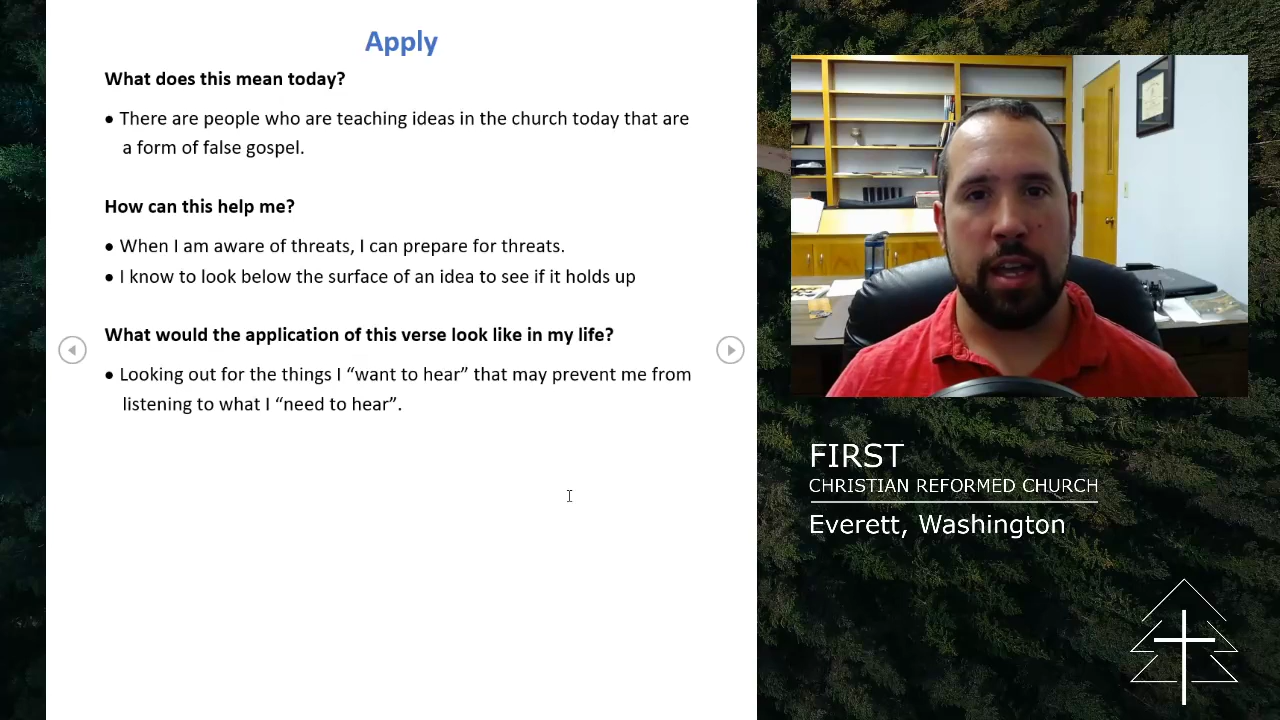 Apply
What does this mean today?
● There are people who are teaching ideas in the church today that are
a form of false gospel.
How can this help me?
● When I am aware of threats, I can prepare for threats.
● I know to look below the surface of an idea to see if it holds up
What would the application of this verse look like in my life?
● Looking out for the things I “want to hear” that may prevent me from
listening to what I “need to hear”.
FIRST
CHRISTIAN REFORMED CHURCH
Everett, Washington